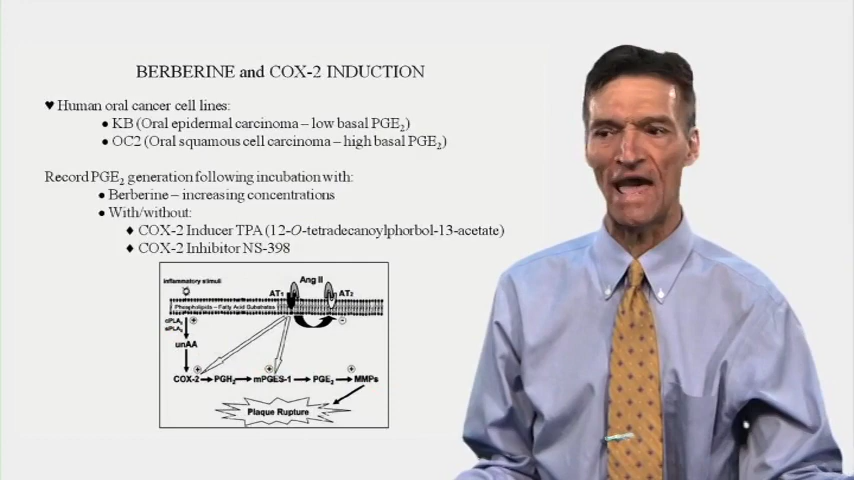 BERBERINE and COX-2 INDUCTION
♥ Human oral cancer cell lines:
● KB (Oral epidermal carcinoma – low basal PGE₂)
● OC2 (Oral squamous cell carcinoma – high basal PGE₂)
Record PGE₂ generation following incubation with:
● Berberine – increasing concentrations
● With/without:
♦ COX-2 Inducer TPA (12-O-tetradecanoylphorbol-13-acetate)
♦ COX-2 Inhibitor NS-398
inflammatory stimuli
Ang II
AT₁
AT₂
Phospholipids – Fatty Acid Substrates
cPLA₂
sPLA₂
unAA
COX-2
PGH₂
mPGES-1
PGE₂
MMPs
Plaque Rupture